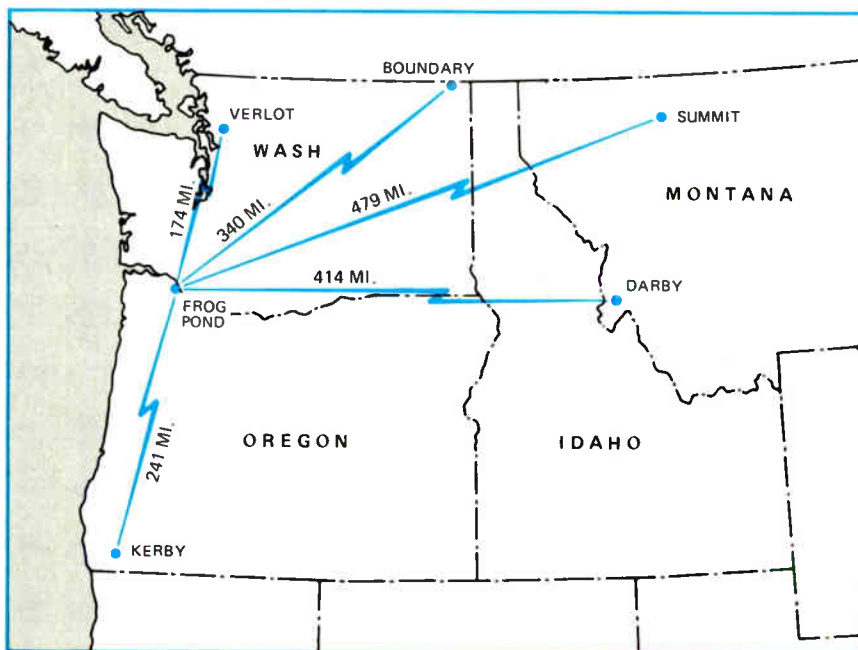 BOUNDARY
VERLOT
SUMMIT
WASH
174 MI.
340 MI.
479 MI.
MONTANA
414 MI.
DARBY
FROG
POND
241 MI.
OREGON
IDAHO
KERBY